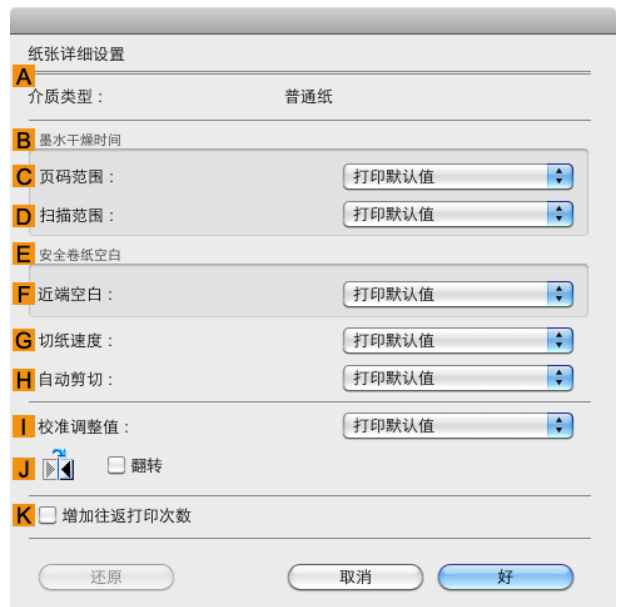 纸张详细设置
A
介质类型： 普通纸
B 墨水干燥时间
C 页码范围： 打印默认值
D 扫描范围： 打印默认值
E 安全卷纸空白
F 近端空白： 打印默认值
G 切纸速度： 打印默认值
H 自动剪切： 打印默认值
I 校准调整值： 打印默认值
J 翻转
K 增加往返打印次数
还原 取消 好